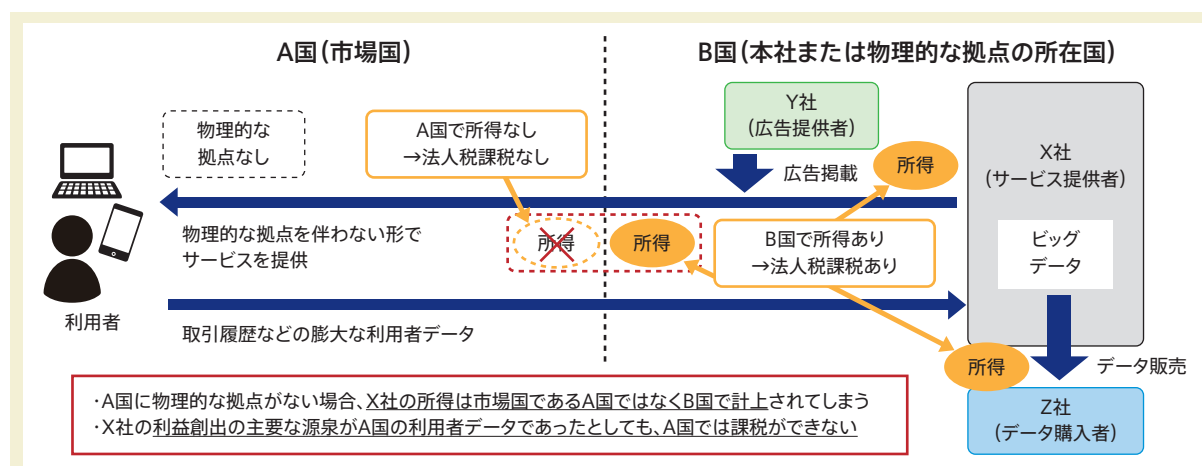 A国（市場国）
B国（本社または物理的な拠点の所在国）
物理的な
拠点なし
A国で所得なし
→法人税課税なし
Y社
（広告提供者）
広告掲載
所得
X社
（サービス提供者）
物理的な拠点を伴わない形で
サービスを提供
所得
所得
B国で所得あり
→法人税課税あり
ビッグ
データ
利用者
取引履歴などの膨大な利用者データ
所得
データ販売
Z社
（データ購入者）
・A国に物理的な拠点がない場合、X社の所得は市場国であるA国ではなくB国で計上されてしまう
・X社の利益創出の主要な源泉がA国の利用者データであったとしても、A国では課税ができない